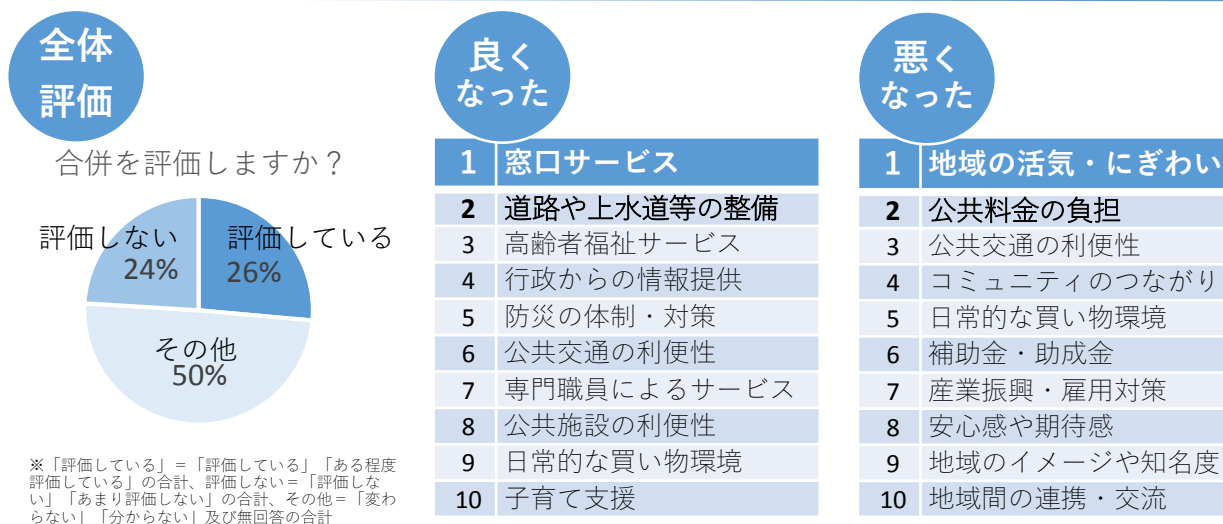 全体
評価
合併を評価しますか？
評価しない
24%
評価している
26%
その他
50%
※「評価している」＝「評価している」「ある程度
評価している」の合計、評価しない＝「評価しな
い」「あまり評価しない」の合計、その他＝「変わ
らない」「分からない」及び無回答の合計
良く
なった
1 窓口サービス
2 道路や上水道等の整備
3 高齢者福祉サービス
4 行政からの情報提供
5 防災の体制・対策
6 公共交通の利便性
7 専門職員によるサービス
8 公共施設の利便性
9 日常的な買い物環境
10 子育て支援
悪く
なった
1 地域の活気・にぎわい
2 公共料金の負担
3 公共交通の利便性
4 コミュニティのつながり
5 日常的な買い物環境
6 補助金・助成金
7 産業振興・雇用対策
8 安心感や期待感
9 地域のイメージや知名度
10 地域間の連携・交流